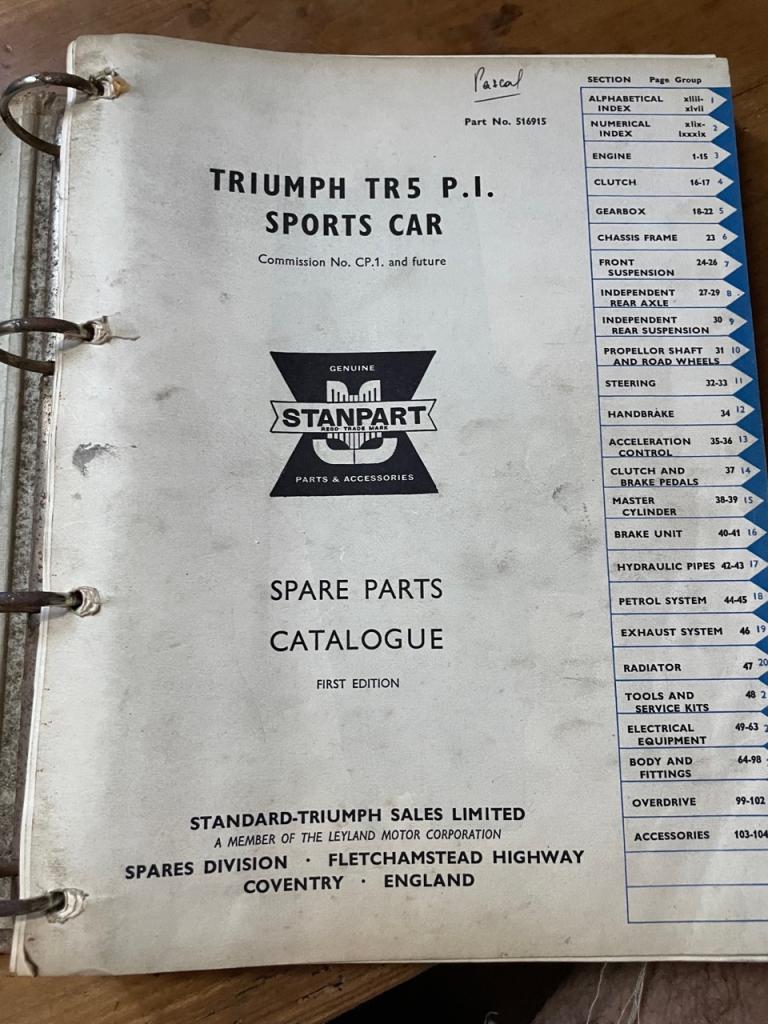 Pascal
Part No. 516915
TRIUMPH TR5 P.I.
SPORTS CAR
Commission No. CP.1. and future
GENUINE
STANPART
REGD TRADE MARK
PARTS & ACCESSORIES
SPARE PARTS
CATALOGUE
FIRST EDITION
STANDARD-TRIUMPH SALES LIMITED
A MEMBER OF THE LEYLAND MOTOR CORPORATION
SPARES DIVISION · FLETCHAMSTEAD HIGHWAY
COVENTRY · ENGLAND
SECTION Page Group
ALPHABETICAL xliii- 1
INDEX xlvii
NUMERICAL xlix- 2
INDEX lxxxix
ENGINE 1-15 3
CLUTCH 16-17 4
GEARBOX 18-22 5
CHASSIS FRAME 23 6
FRONT 24-26 7
SUSPENSION
INDEPENDENT 27-29 8
REAR AXLE
INDEPENDENT 30 9
REAR SUSPENSION
PROPELLOR SHAFT 31 10
AND ROAD WHEELS
STEERING 32-33 11
HANDBRAKE 34 12
ACCELERATION 35-36 13
CONTROL
CLUTCH AND 37 14
BRAKE PEDALS
MASTER 38-39 15
CYLINDER
BRAKE UNIT 40-41 16
HYDRAULIC PIPES 42-43 17
PETROL SYSTEM 44-45 18
EXHAUST SYSTEM 46 19
RADIATOR 47 20
TOOLS AND 48 2
SERVICE KITS
ELECTRICAL 49-63
EQUIPMENT
BODY AND 64-98
FITTINGS
OVERDRIVE 99-102
ACCESSORIES 103-104